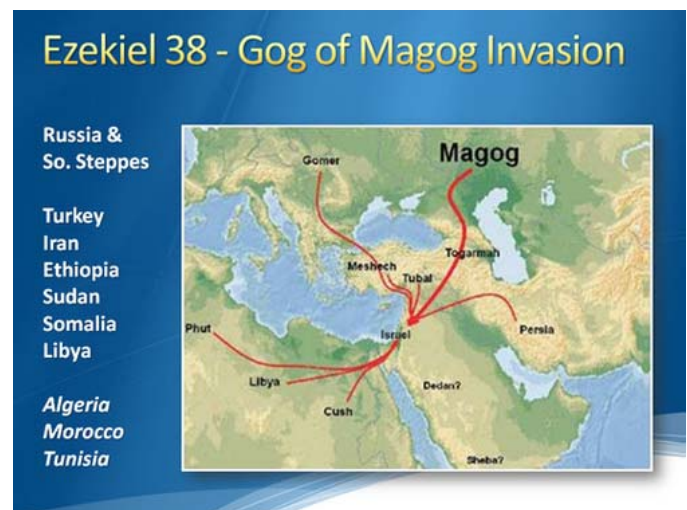 Ezekiel 38 - Gog of Magog Invasion
Russia &
So. Steppes
Turkey
Iran
Ethiopia
Sudan
Somalia
Libya
Algeria
Morocco
Tunisia
Gomer
Magog
Togarmah
Meshech
Tubal
Israel
Persia
Phut
Libya
Cush
Dedan?
Sheba?